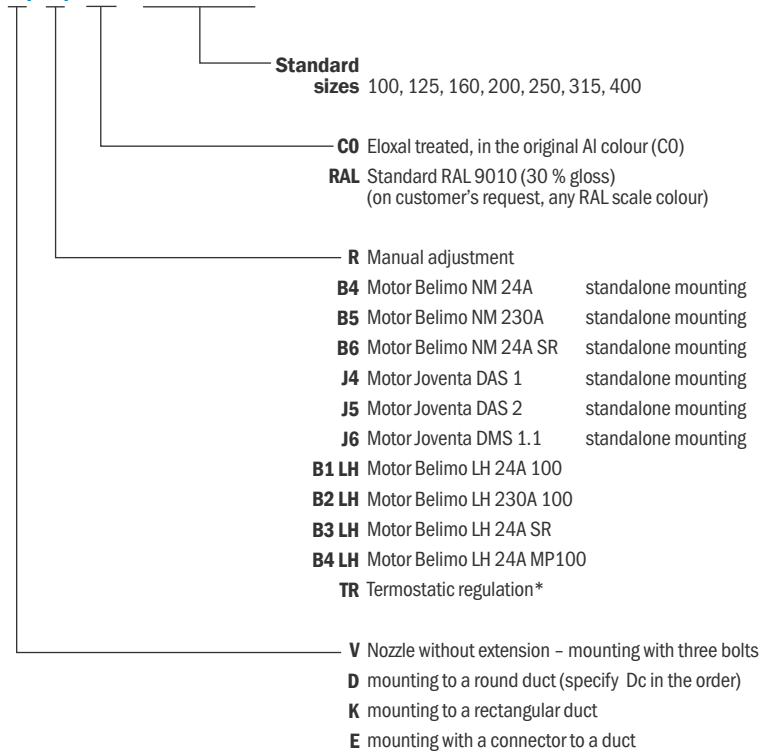 Standard
sizes 100, 125, 160, 200, 250, 315, 400
C0 Eloxal treated, in the original Al colour (C0)
RAL Standard RAL 9010 (30 % gloss)
(on customer's request, any RAL scale colour)
R Manual adjustment
B4 Motor Belimo NM 24A standalone mounting
B5 Motor Belimo NM 230A standalone mounting
B6 Motor Belimo NM 24A SR standalone mounting
J4 Motor Joventa DAS 1 standalone mounting
J5 Motor Joventa DAS 2 standalone mounting
J6 Motor Joventa DMS 1.1 standalone mounting
B1 LH Motor Belimo LH 24A 100
B2 LH Motor Belimo LH 230A 100
B3 LH Motor Belimo LH 24A SR
B4 LH Motor Belimo LH 24A MP100
TR Termostatic regulation*
V Nozzle without extension – mounting with three bolts
D mounting to a round duct (specify Dc in the order)
K mounting to a rectangular duct
E mounting with a connector to a duct